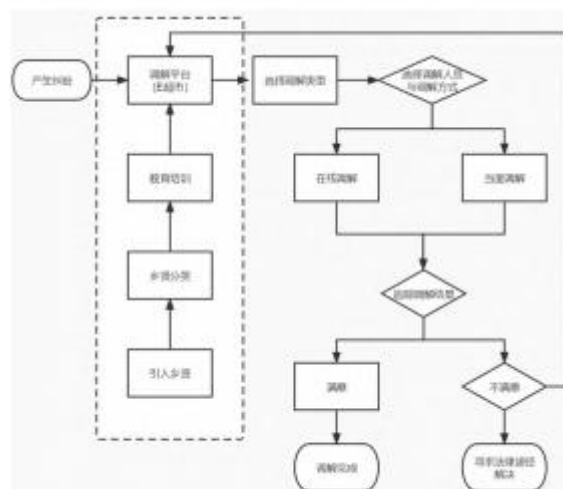 产生纠纷
调解平台
(E超市)
选择调解类型
选择调解人员
与调解方式
教育培训
在线调解
当面调解
乡贤分类
追踪调解结果
引入乡贤
满意
不满意
调解完成
寻求法律途径
解决